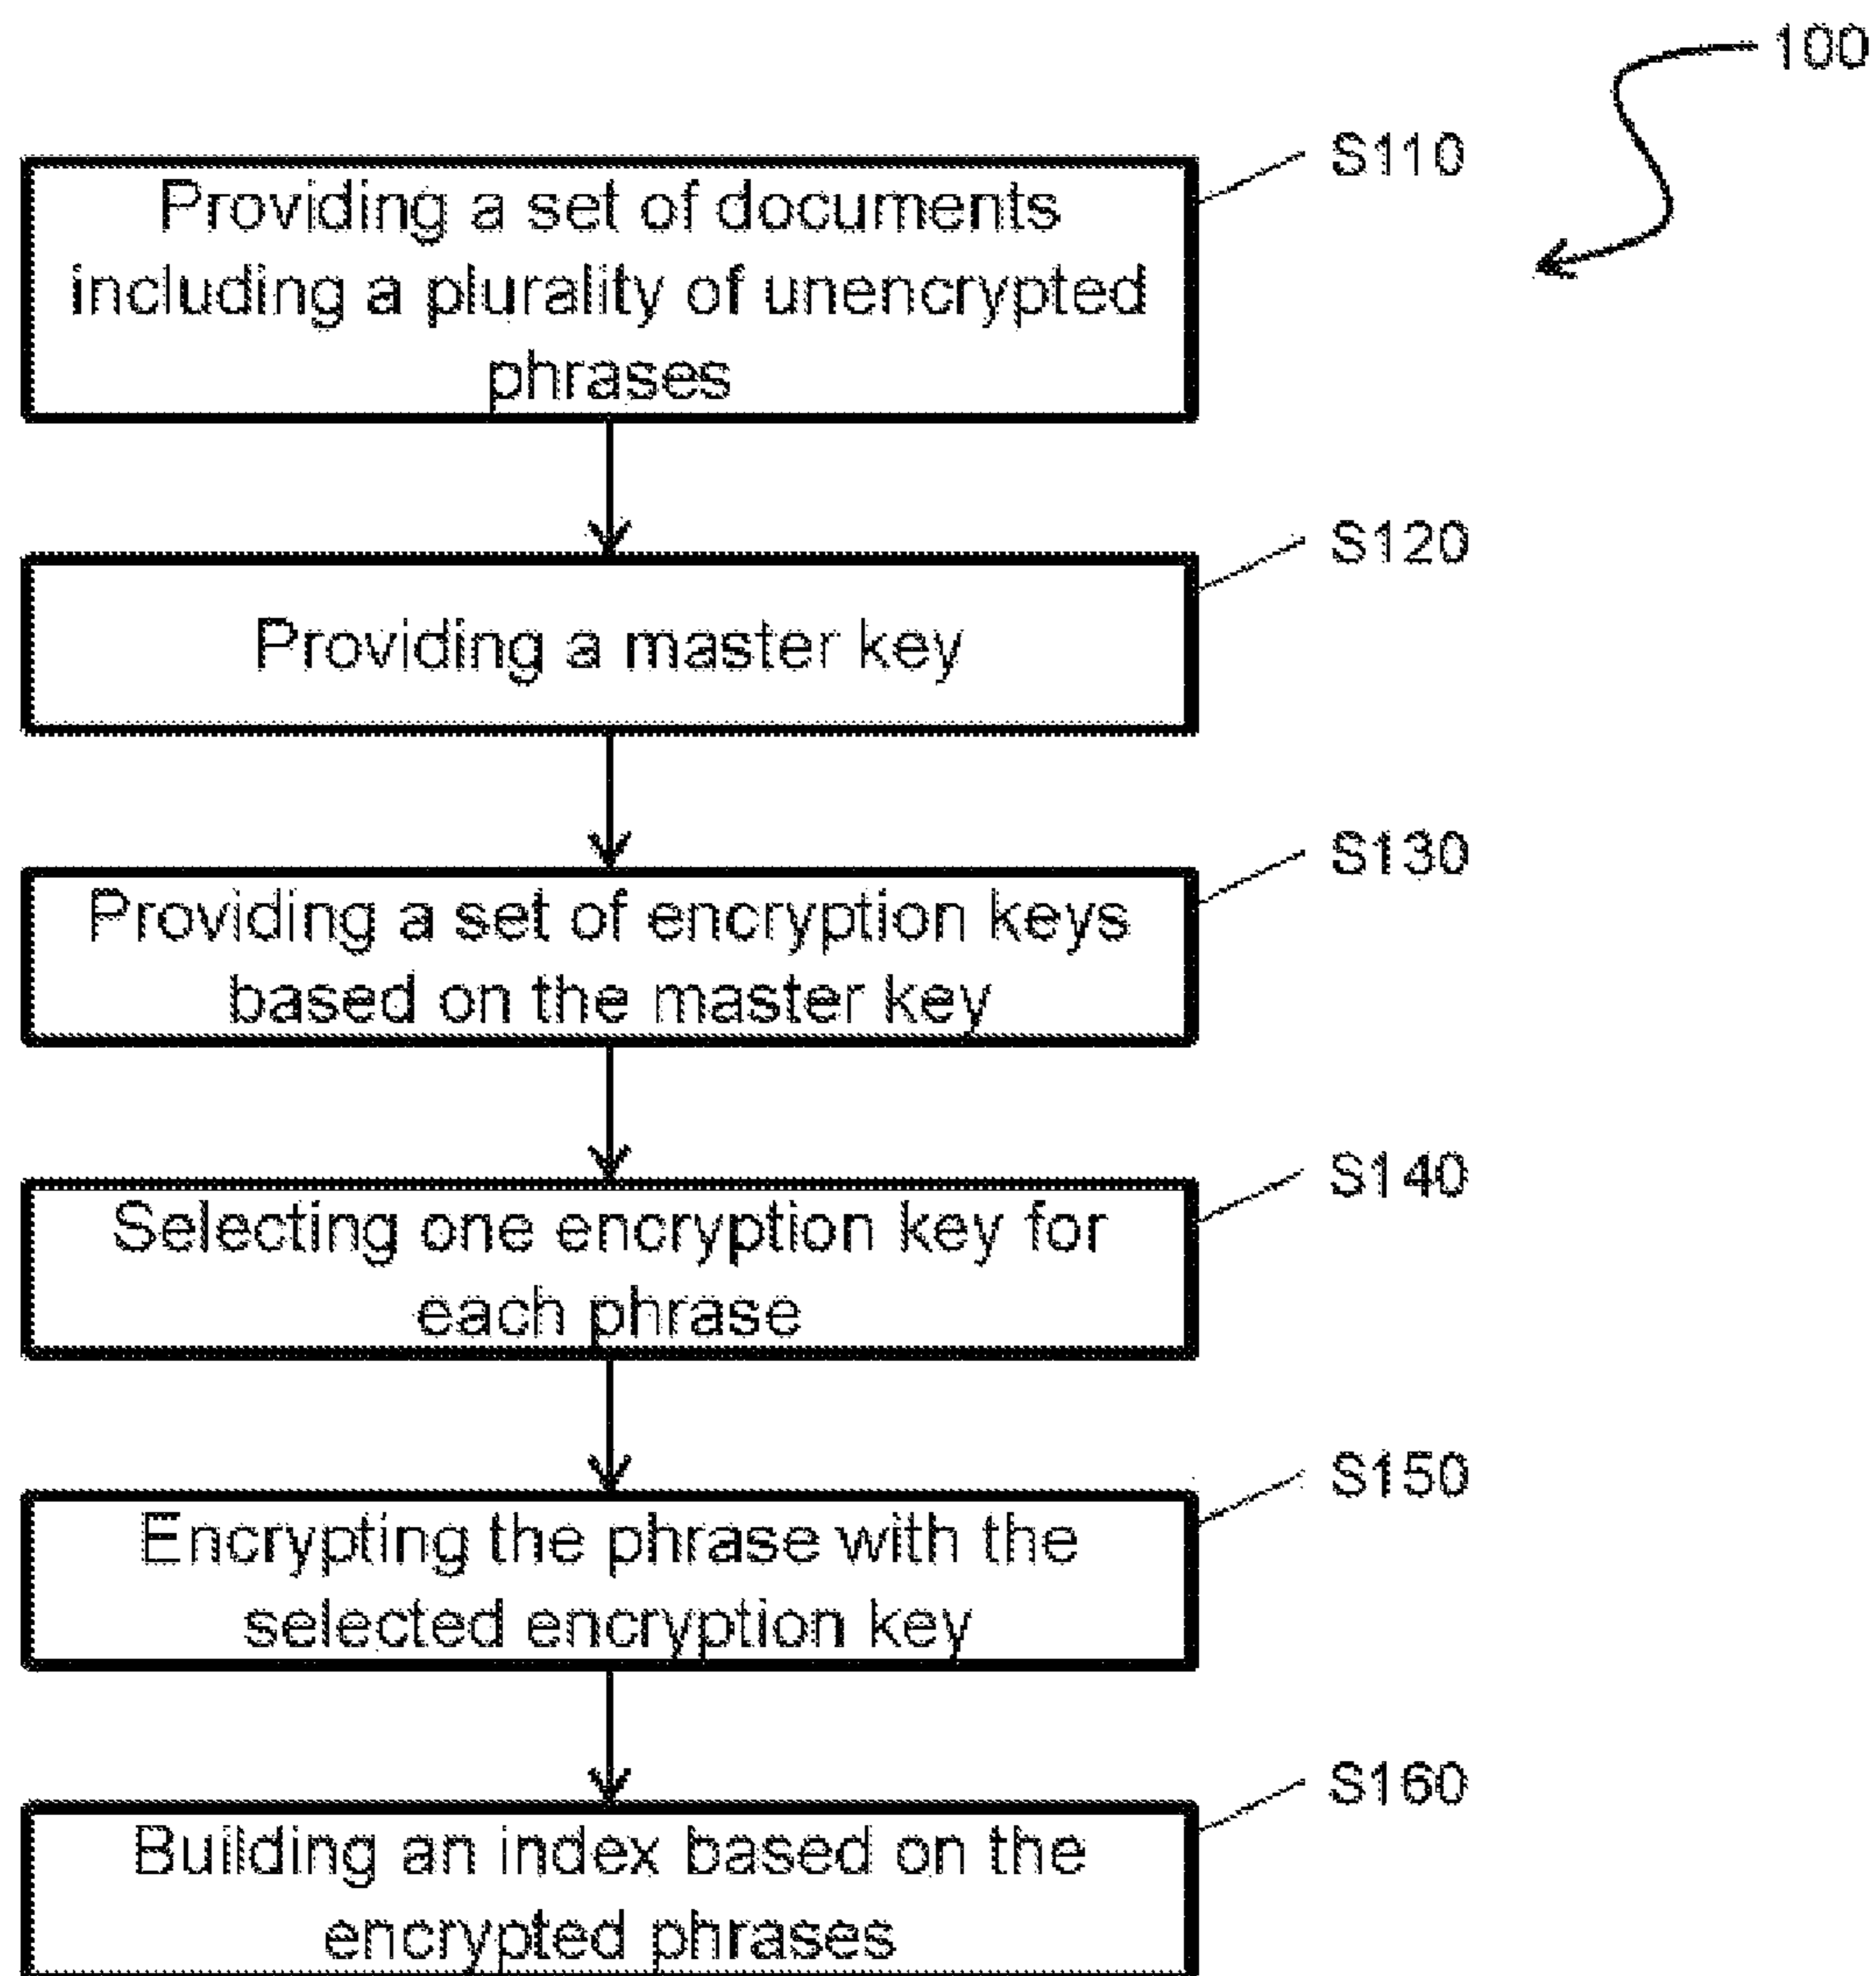 100
S110
Providing a set of documents
including a plurality of unencrypted
phrases
S120
Providing a master key
S130
Providing a set of encryption keys
based on the master key
S140
Selecting one encryption key for
each phrase
S150
Encrypting the phrase with the
selected encryption key
S160
Building an index based on the
encrypted phrases